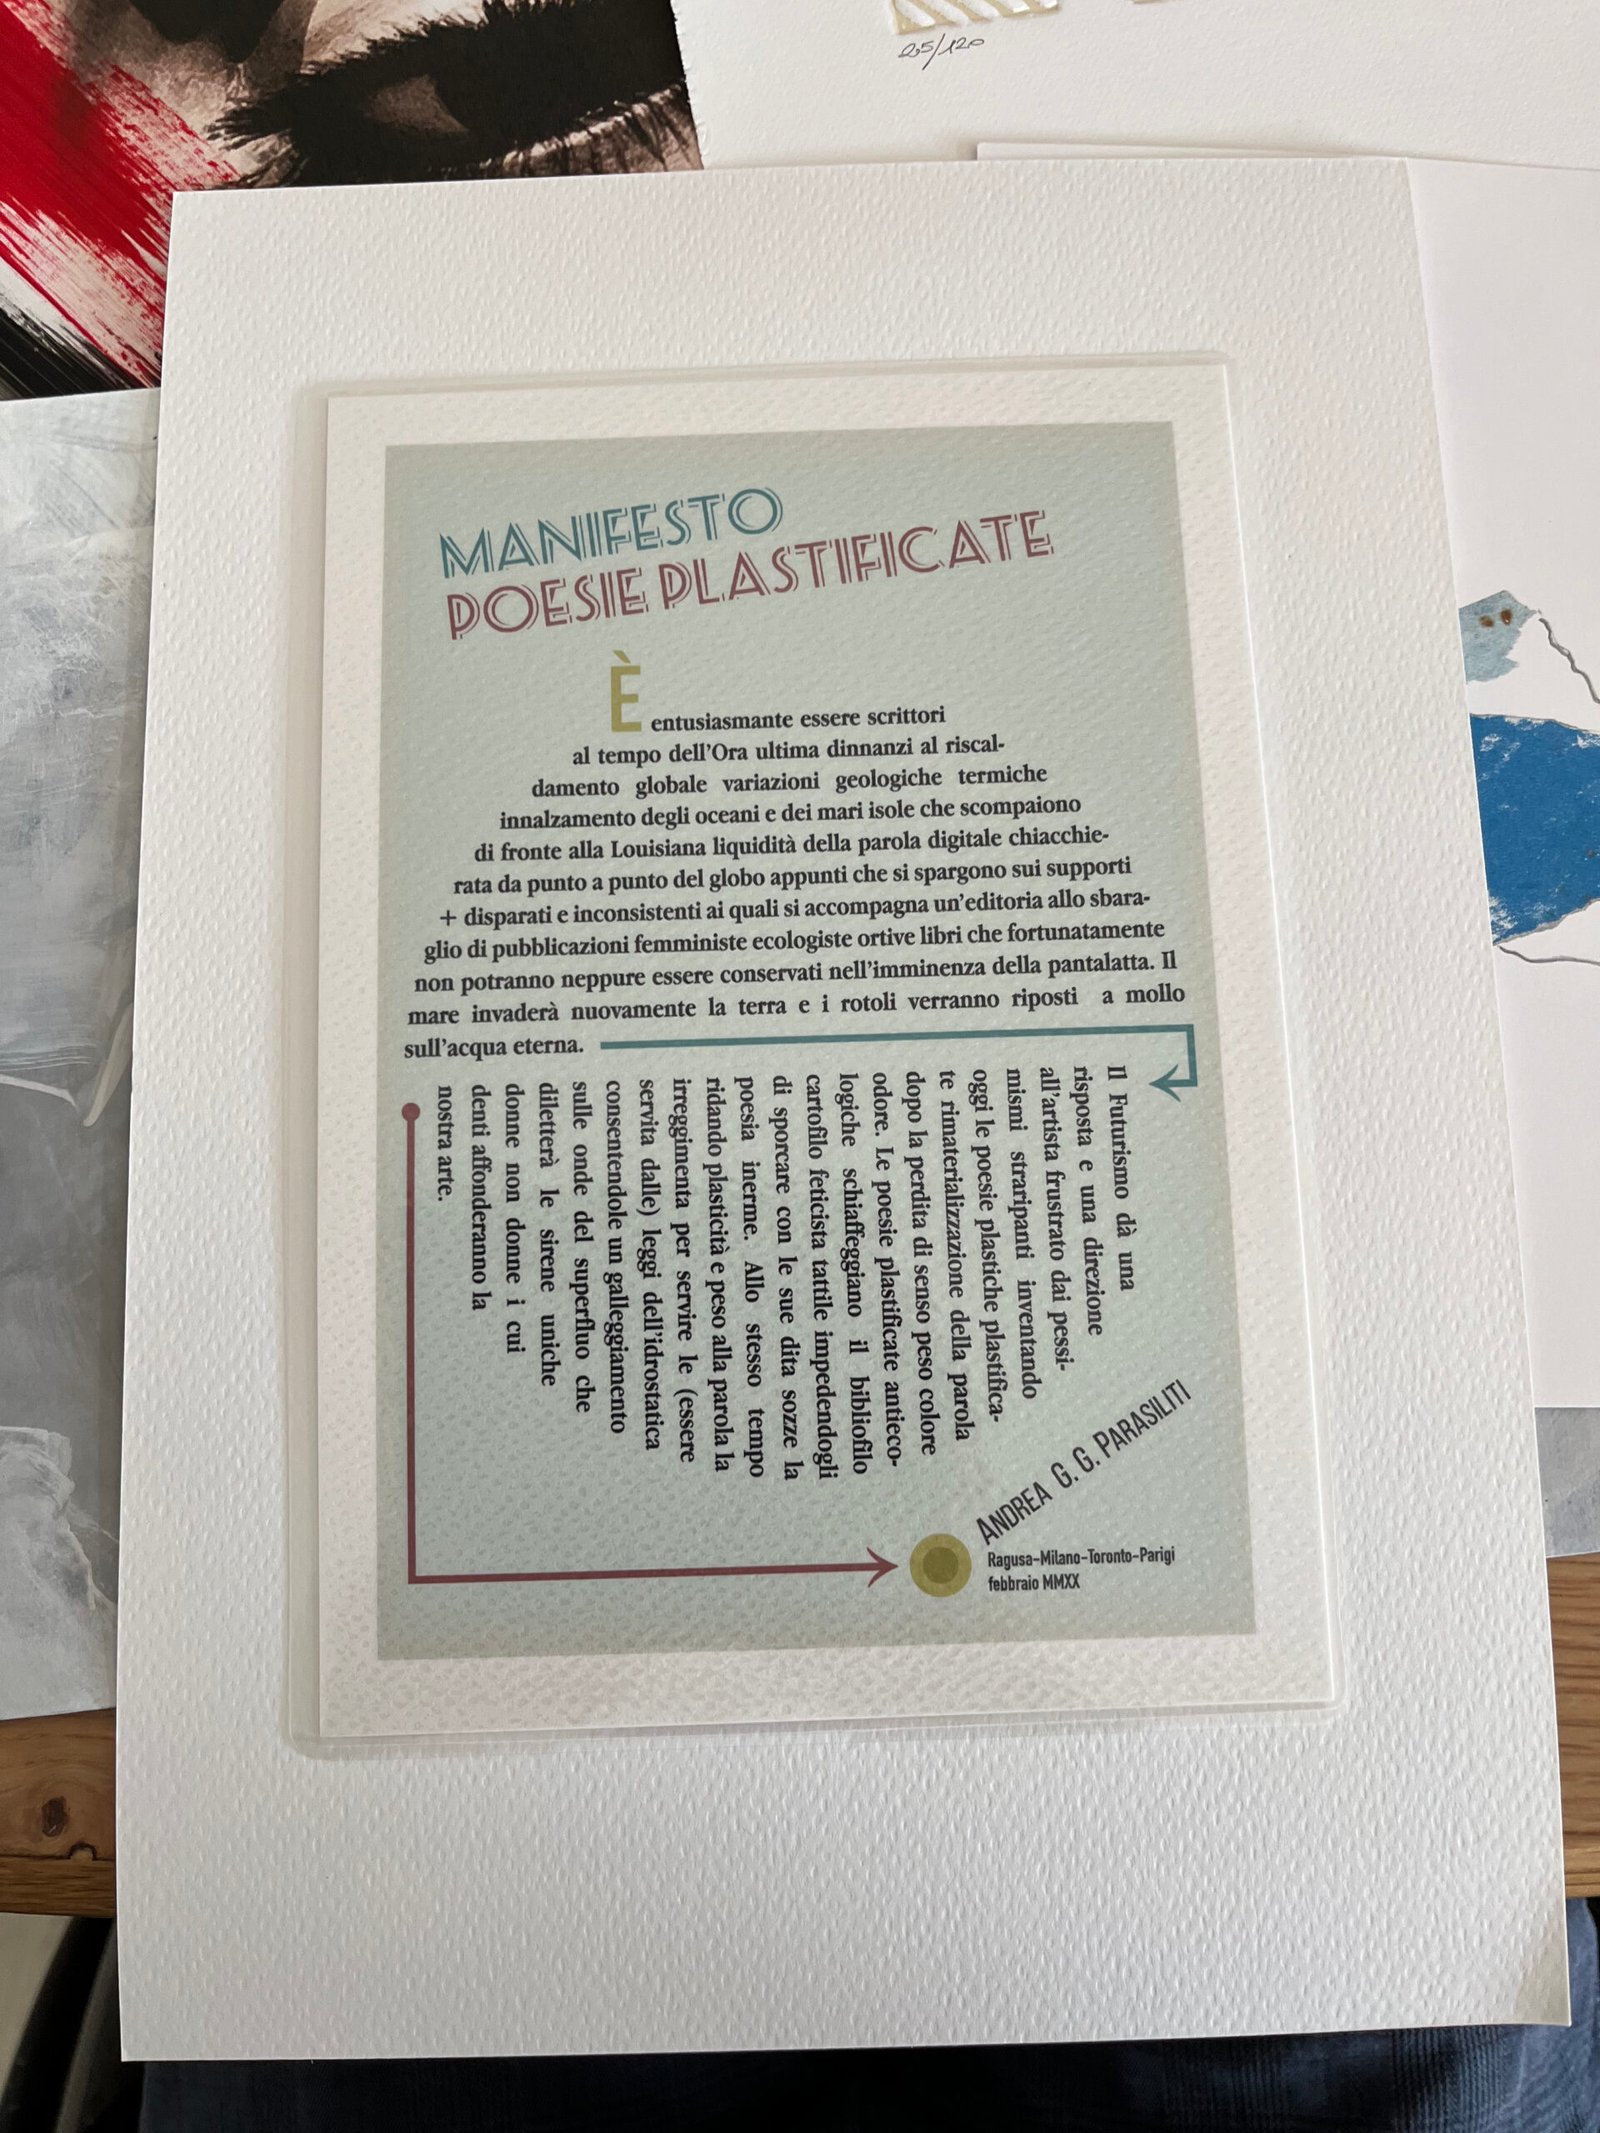 25/120
MANIFESTO
POESIE PLASTIFICATE
È entusiasmante essere scrittori
al tempo dell'Ora ultima dinnanzi al riscal-
damento globale variazioni geologiche termiche
innalzamento degli oceani e dei mari isole che scompaiono
di fronte alla Louisiana liquidità della parola digitale chiacchie-
rata da punto a punto del globo appunti che si spargono sui supporti
+ disparati e inconsistenti ai quali si accompagna un'editoria allo sbara-
glio di pubblicazioni femministe ecologiste ortive libri che fortunatamente
non potranno neppure essere conservati nell'imminenza della pantalatta. Il
mare invaderà nuovamente la terra e i rotoli verranno riposti a mollo
sull'acqua eterna.
Il Futurismo dà una
risposta e una direzione
all'artista frustrato dai pessi-
mismi straripanti inventando
oggi le poesie plastiche plastifica-
te rimaterializzazione della parola
dopo la perdita di senso peso colore
odore. Le poesie plastificate antieco-
logiche schiaffeggiano il bibliofilo
cartofilo feticista tattile impedendogli
di sporcare con le sue dita sozze la
poesia inerme. Allo stesso tempo
ridando plasticità e peso alla parola la
irreggimenta per servire le (essere
servita dalle) leggi dell'idrostatica
consentendole un galleggiamento
sulle onde del superfluo che
diletterà le sirene uniche
donne non donne i cui
denti affonderanno la
nostra arte.
ANDREA G. G. PARASILITI
Ragusa-Milano-Toronto-Parigi
febbraio MMXX